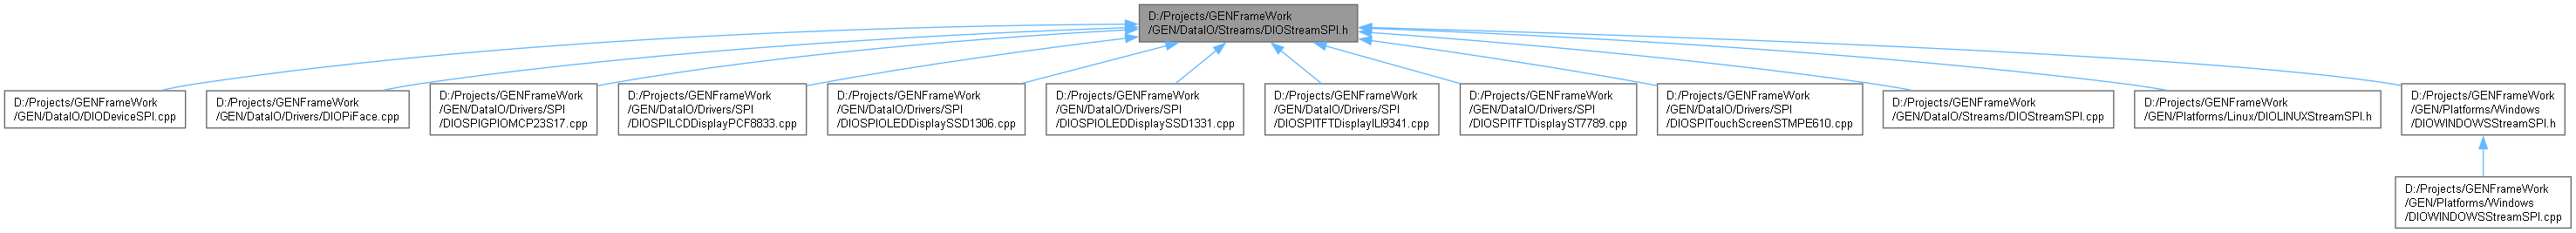 D:/Projects/GENFrameWork
/GEN/DataIO/Streams/DIOStreamSPI.h
D:/Projects/GENFrameWork
/GEN/DataIO/DIODeviceSPI.cpp
D:/Projects/GENFrameWork
/GEN/DataIO/Drivers/DIOPiFace.cpp
D:/Projects/GENFrameWork
/GEN/DataIO/Drivers/SPI
/DIOSPIGPIOMCP23S17.cpp
D:/Projects/GENFrameWork
/GEN/DataIO/Drivers/SPI
/DIOSPILCDDisplayPCF8833.cpp
D:/Projects/GENFrameWork
/GEN/DataIO/Drivers/SPI
/DIOSPIOLEDDisplaySSD1306.cpp
D:/Projects/GENFrameWork
/GEN/DataIO/Drivers/SPI
/DIOSPIOLEDDisplaySSD1331.cpp
D:/Projects/GENFrameWork
/GEN/DataIO/Drivers/SPI
/DIOSPITFTDisplayILI9341.cpp
D:/Projects/GENFrameWork
/GEN/DataIO/Drivers/SPI
/DIOSPITFTDisplayST7789.cpp
D:/Projects/GENFrameWork
/GEN/DataIO/Drivers/SPI
/DIOSPITouchScreenSTMPE610.cpp
D:/Projects/GENFrameWork
/GEN/DataIO/Streams/DIOStreamSPI.cpp
D:/Projects/GENFrameWork
/GEN/Platforms/Linux/DIOLINUXStreamSPI.h
D:/Projects/GENFrameWork
/GEN/Platforms/Windows
/DIOWINDOWSStreamSPI.h
D:/Projects/GENFrameWork
/GEN/Platforms/Windows
/DIOWINDOWSStreamSPI.cpp